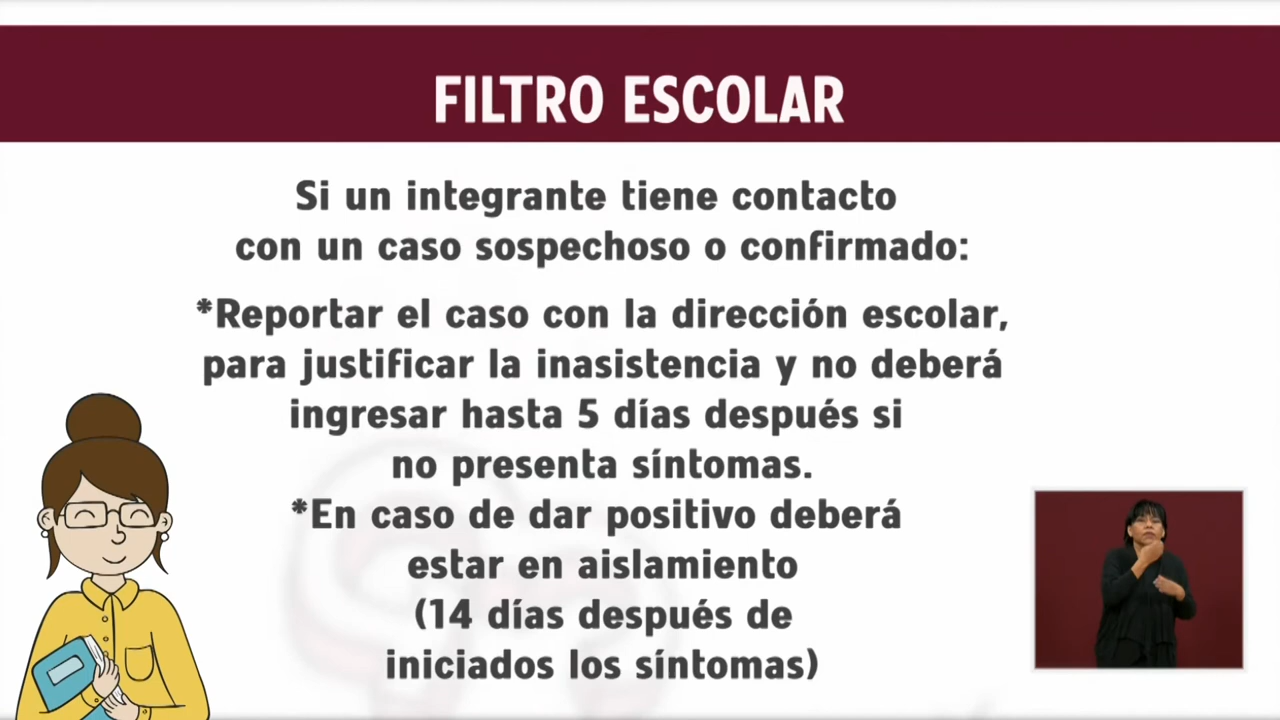 FILTRO ESCOLAR
Si un integrante tiene contacto
con un caso sospechoso o confirmado:
*Reportar el caso con la dirección escolar,
para justificar la inasistencia y no deberá
ingresar hasta 5 días después si
no presenta síntomas.
*En caso de dar positivo deberá
estar en aislamiento
(14 días después de
iniciados los síntomas)